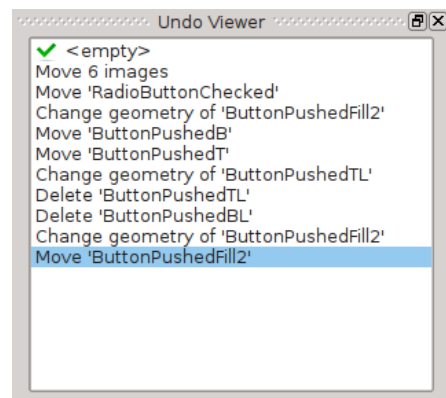 Undo Viewer
<empty>
Move 6 images
Move 'RadioButtonChecked'
Change geometry of 'ButtonPushedFill2'
Move 'ButtonPushedB'
Move 'ButtonPushedT'
Change geometry of 'ButtonPushedTL'
Delete 'ButtonPushedTL'
Delete 'ButtonPushedBL'
Change geometry of 'ButtonPushedFill2'
Move 'ButtonPushedFill2'